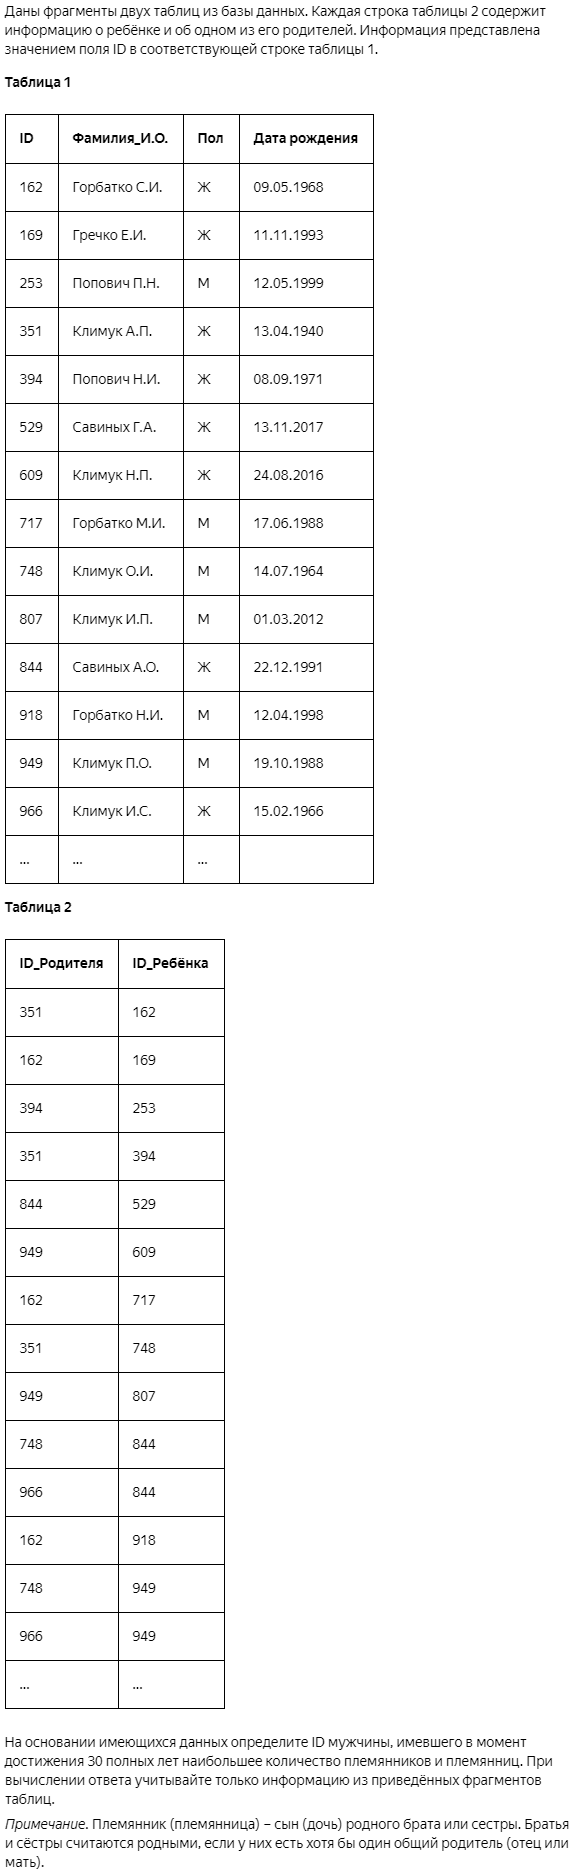 Даны фрагменты двух таблиц из базы данных. Каждая строка таблицы 2 содержит
информацию о ребёнке и об одном из его родителей. Информация представлена
значением поля ID в соответствующей строке таблицы 1.
Таблица 1
ID Фамилия_И.О. Пол Дата рождения
162 Горбатко С.И. Ж 09.05.1968
169 Гречко Е.И. Ж 11.11.1993
253 Попович П.Н. М 12.05.1999
351 Климук А.П. Ж 13.04.1940
394 Попович Н.И. Ж 08.09.1971
529 Савиных Г.А. Ж 13.11.2017
609 Климук Н.П. Ж 24.08.2016
717 Горбатко М.И. М 17.06.1988
748 Климук О.И. М 14.07.1964
807 Климук И.П. М 01.03.2012
844 Савиных А.О. Ж 22.12.1991
918 Горбатко Н.И. М 12.04.1998
949 Климук П.О. М 19.10.1988
966 Климук И.С. Ж 15.02.1966
... ... ...
Таблица 2
ID_Родителя ID_Ребёнка
351 162
162 169
394 253
351 394
844 529
949 609
162 717
351 748
949 807
748 844
966 844
162 918
748 949
966 949
... ...
На основании имеющихся данных определите ID мужчины, имевшего в момент
достижения 30 полных лет наибольшее количество племянников и племянниц. При
вычислении ответа учитывайте только информацию из приведённых фрагментов
таблиц.
Примечание. Племянник (племянница) – сын (дочь) родного брата или сестры. Братья
и сёстры считаются родными, если у них есть хотя бы один общий родитель (отец или
мать).